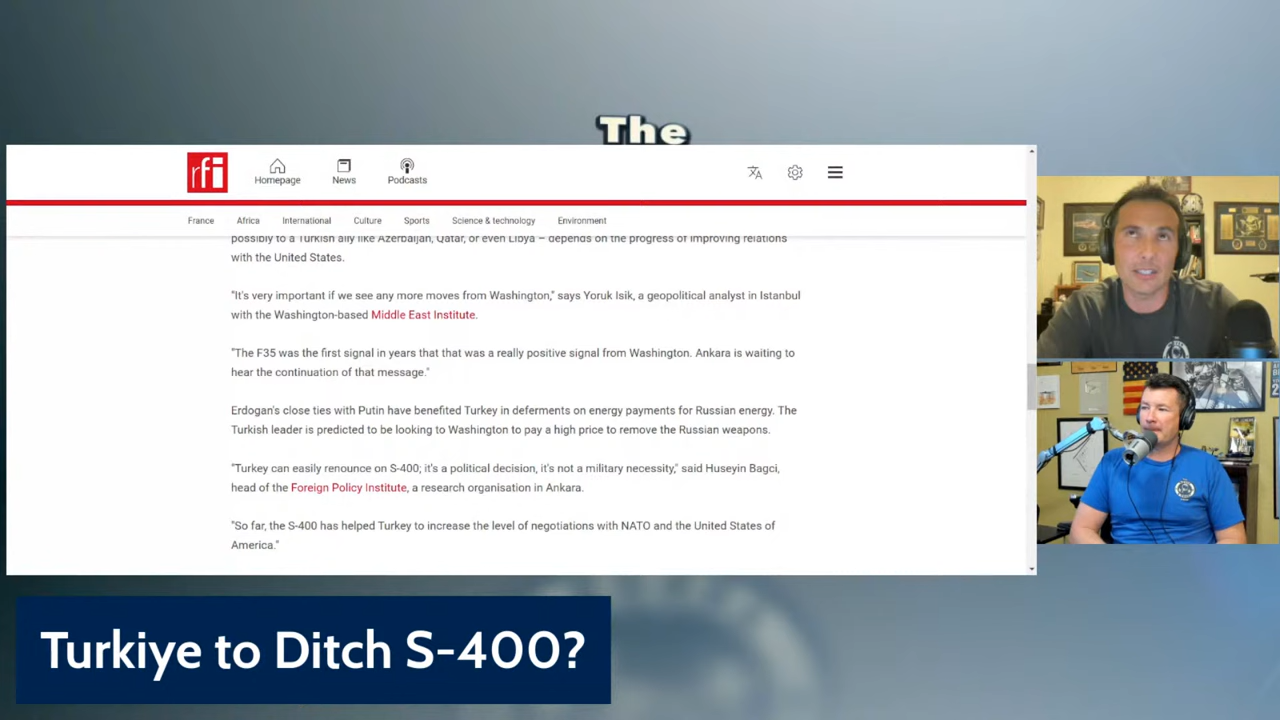 The
rfi
Homepage
News
Podcasts
France
Africa
International
Culture
Sports
Science & technology
Environment
possibly to a Turkish ally like Azerbaijan, Qatar, or even Libya – depends on the progress of improving relations
with the United States.
"It's very important if we see any more moves from Washington," says Yoruk Isik, a geopolitical analyst in Istanbul
with the Washington-based Middle East Institute.
"The F35 was the first signal in years that that was a really positive signal from Washington. Ankara is waiting to
hear the continuation of that message."
Erdogan's close ties with Putin have benefited Turkey in deferments on energy payments for Russian energy. The
Turkish leader is predicted to be looking to Washington to pay a high price to remove the Russian weapons.
"Turkey can easily renounce on S-400; it's a political decision, it's not a military necessity," said Huseyin Bagci,
head of the Foreign Policy Institute, a research organisation in Ankara.
"So far, the S-400 has helped Turkey to increase the level of negotiations with NATO and the United States of
America."
Turkiye to Ditch S-400?